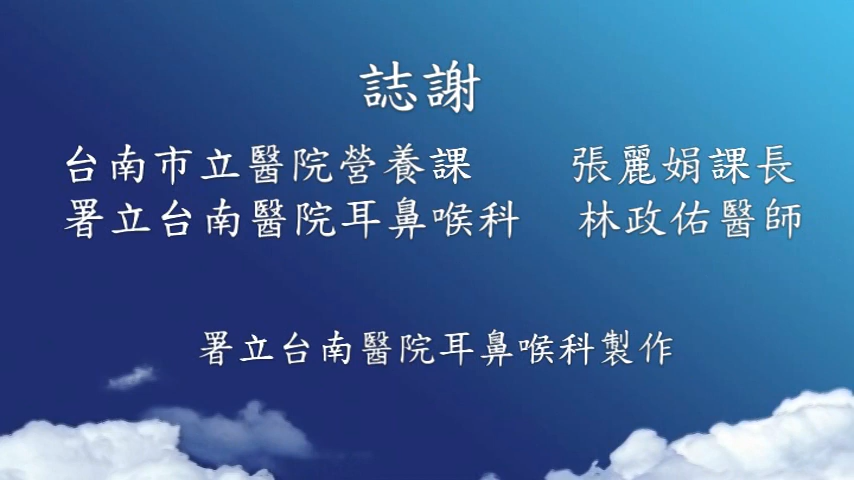 誌謝
台南市立醫院營養課 張麗娟課長
署立台南醫院耳鼻喉科 林政佑醫師
署立台南醫院耳鼻喉科製作